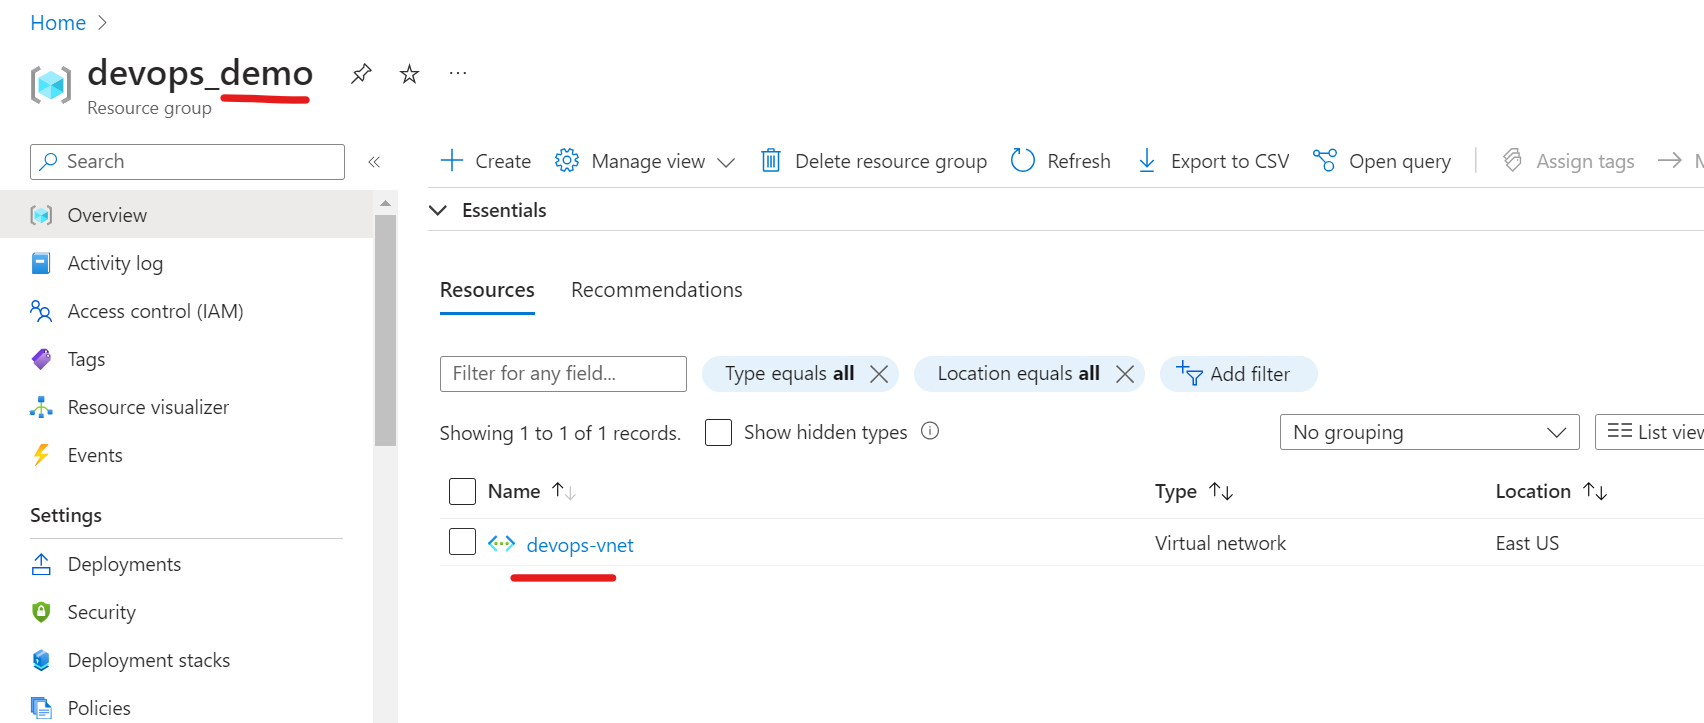 Home
devops_demo
Resource group
Search
Create Manage view Delete resource group Refresh Export to CSV Open query Assign tags
Overview
Essentials
Activity log
Resources Recommendations
Access control (IAM)
Tags
Filter for any field... Type equals all Location equals all Add filter
Resource visualizer
Showing 1 to 1 of 1 records. Show hidden types No grouping List view
Events
Name Type Location
Settings
devops-vnet Virtual network East US
Deployments
Security
Deployment stacks
Policies